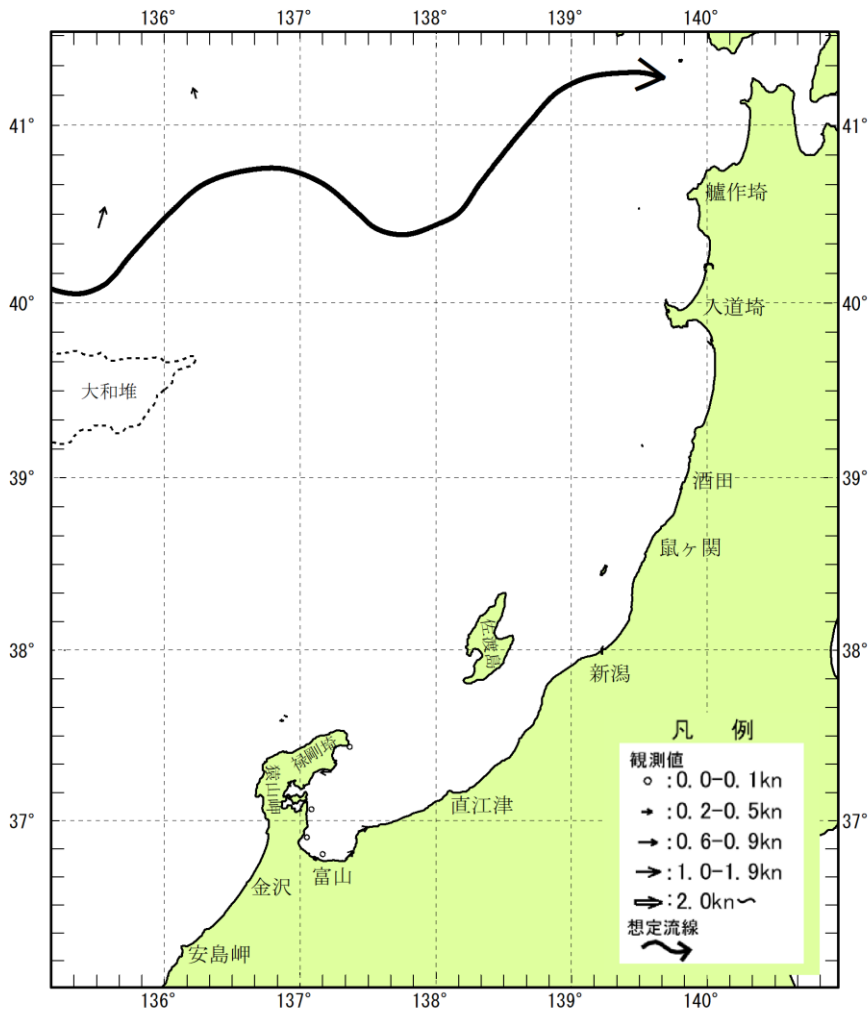 136° 137° 138° 139° 140°
41° 41°
艫作埼
40° 40°
入道埼
大和堆
39° 39°
酒田
鼠ヶ関
佐渡島
38° 38°
新潟
禄剛埼
猿山岬
37° 37°
直江津
富山
金沢
安島岬
凡 例
観測値
:0.0-0.1kn
:0.2-0.5kn
:0.6-0.9kn
:1.0-1.9kn
:2.0kn~
想定流線
136° 137° 138° 139° 140°